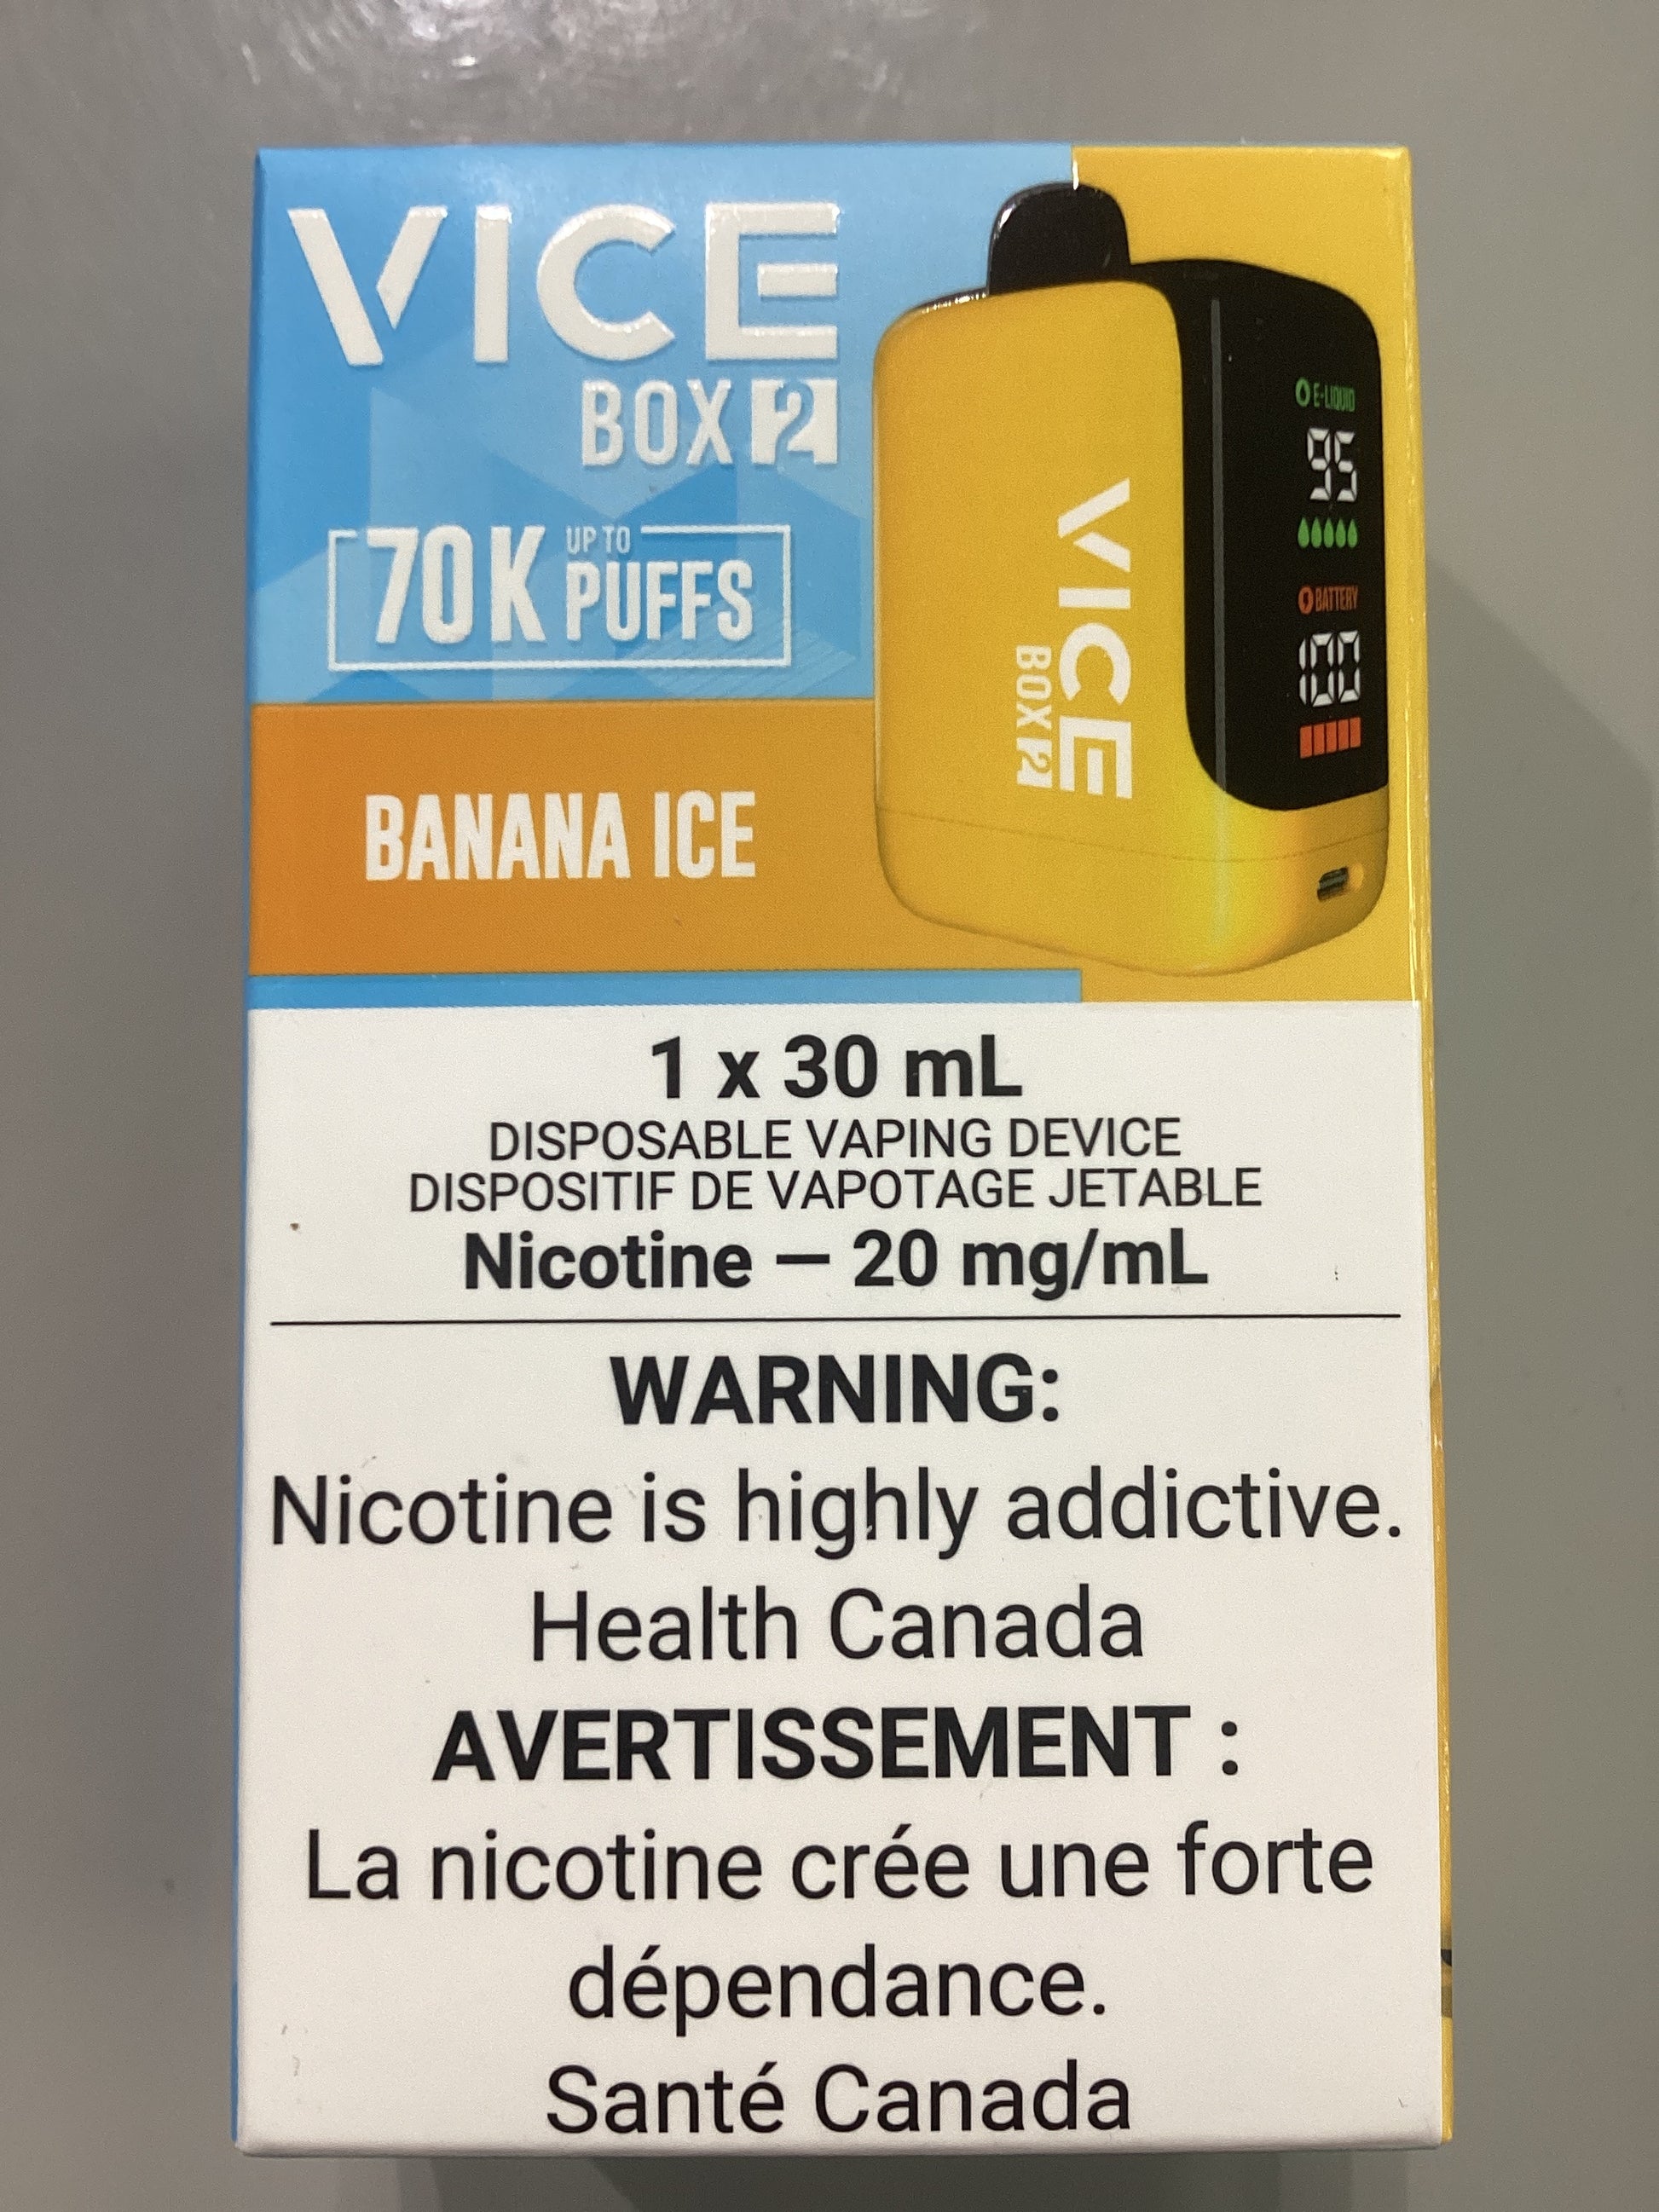 VICE
BOX 2
70K UP TO PUFFS
BANANA ICE
VICE
BOX 2
E-LIQUID
95
BATTERY
100
1 x 30 mL
DISPOSABLE VAPING DEVICE
DISPOSITIF DE VAPOTAGE JETABLE
Nicotine — 20 mg/mL
WARNING:
Nicotine is highly addictive.
Health Canada
AVERTISSEMENT :
La nicotine crée une forte
dépendance.
Santé Canada